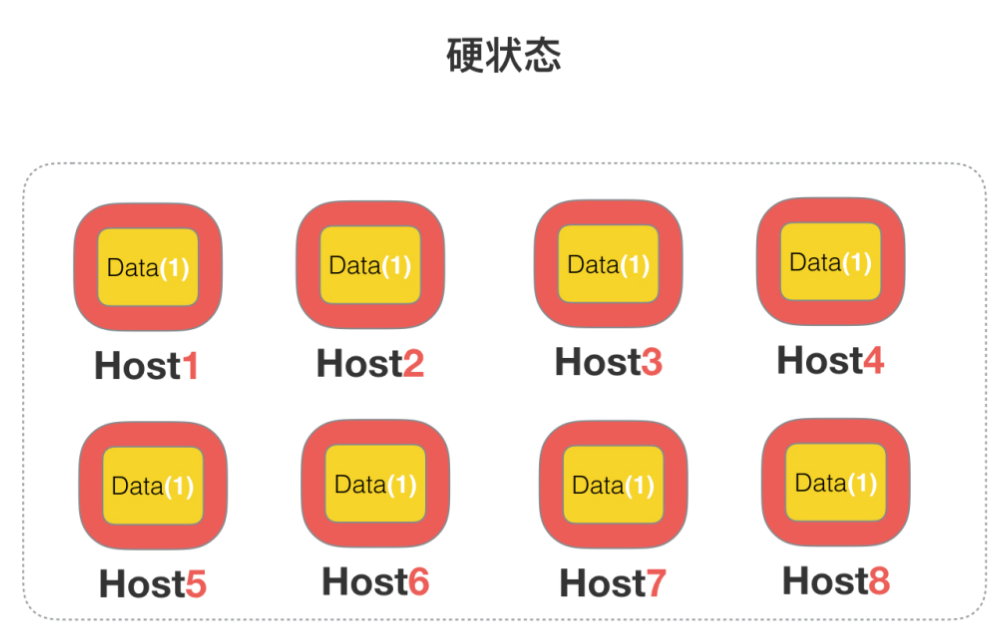 硬状态
Data(1) Data(1) Data(1) Data(1)
Host1 Host2 Host3 Host4
Data(1) Data(1) Data(1) Data(1)
Host5 Host6 Host7 Host8